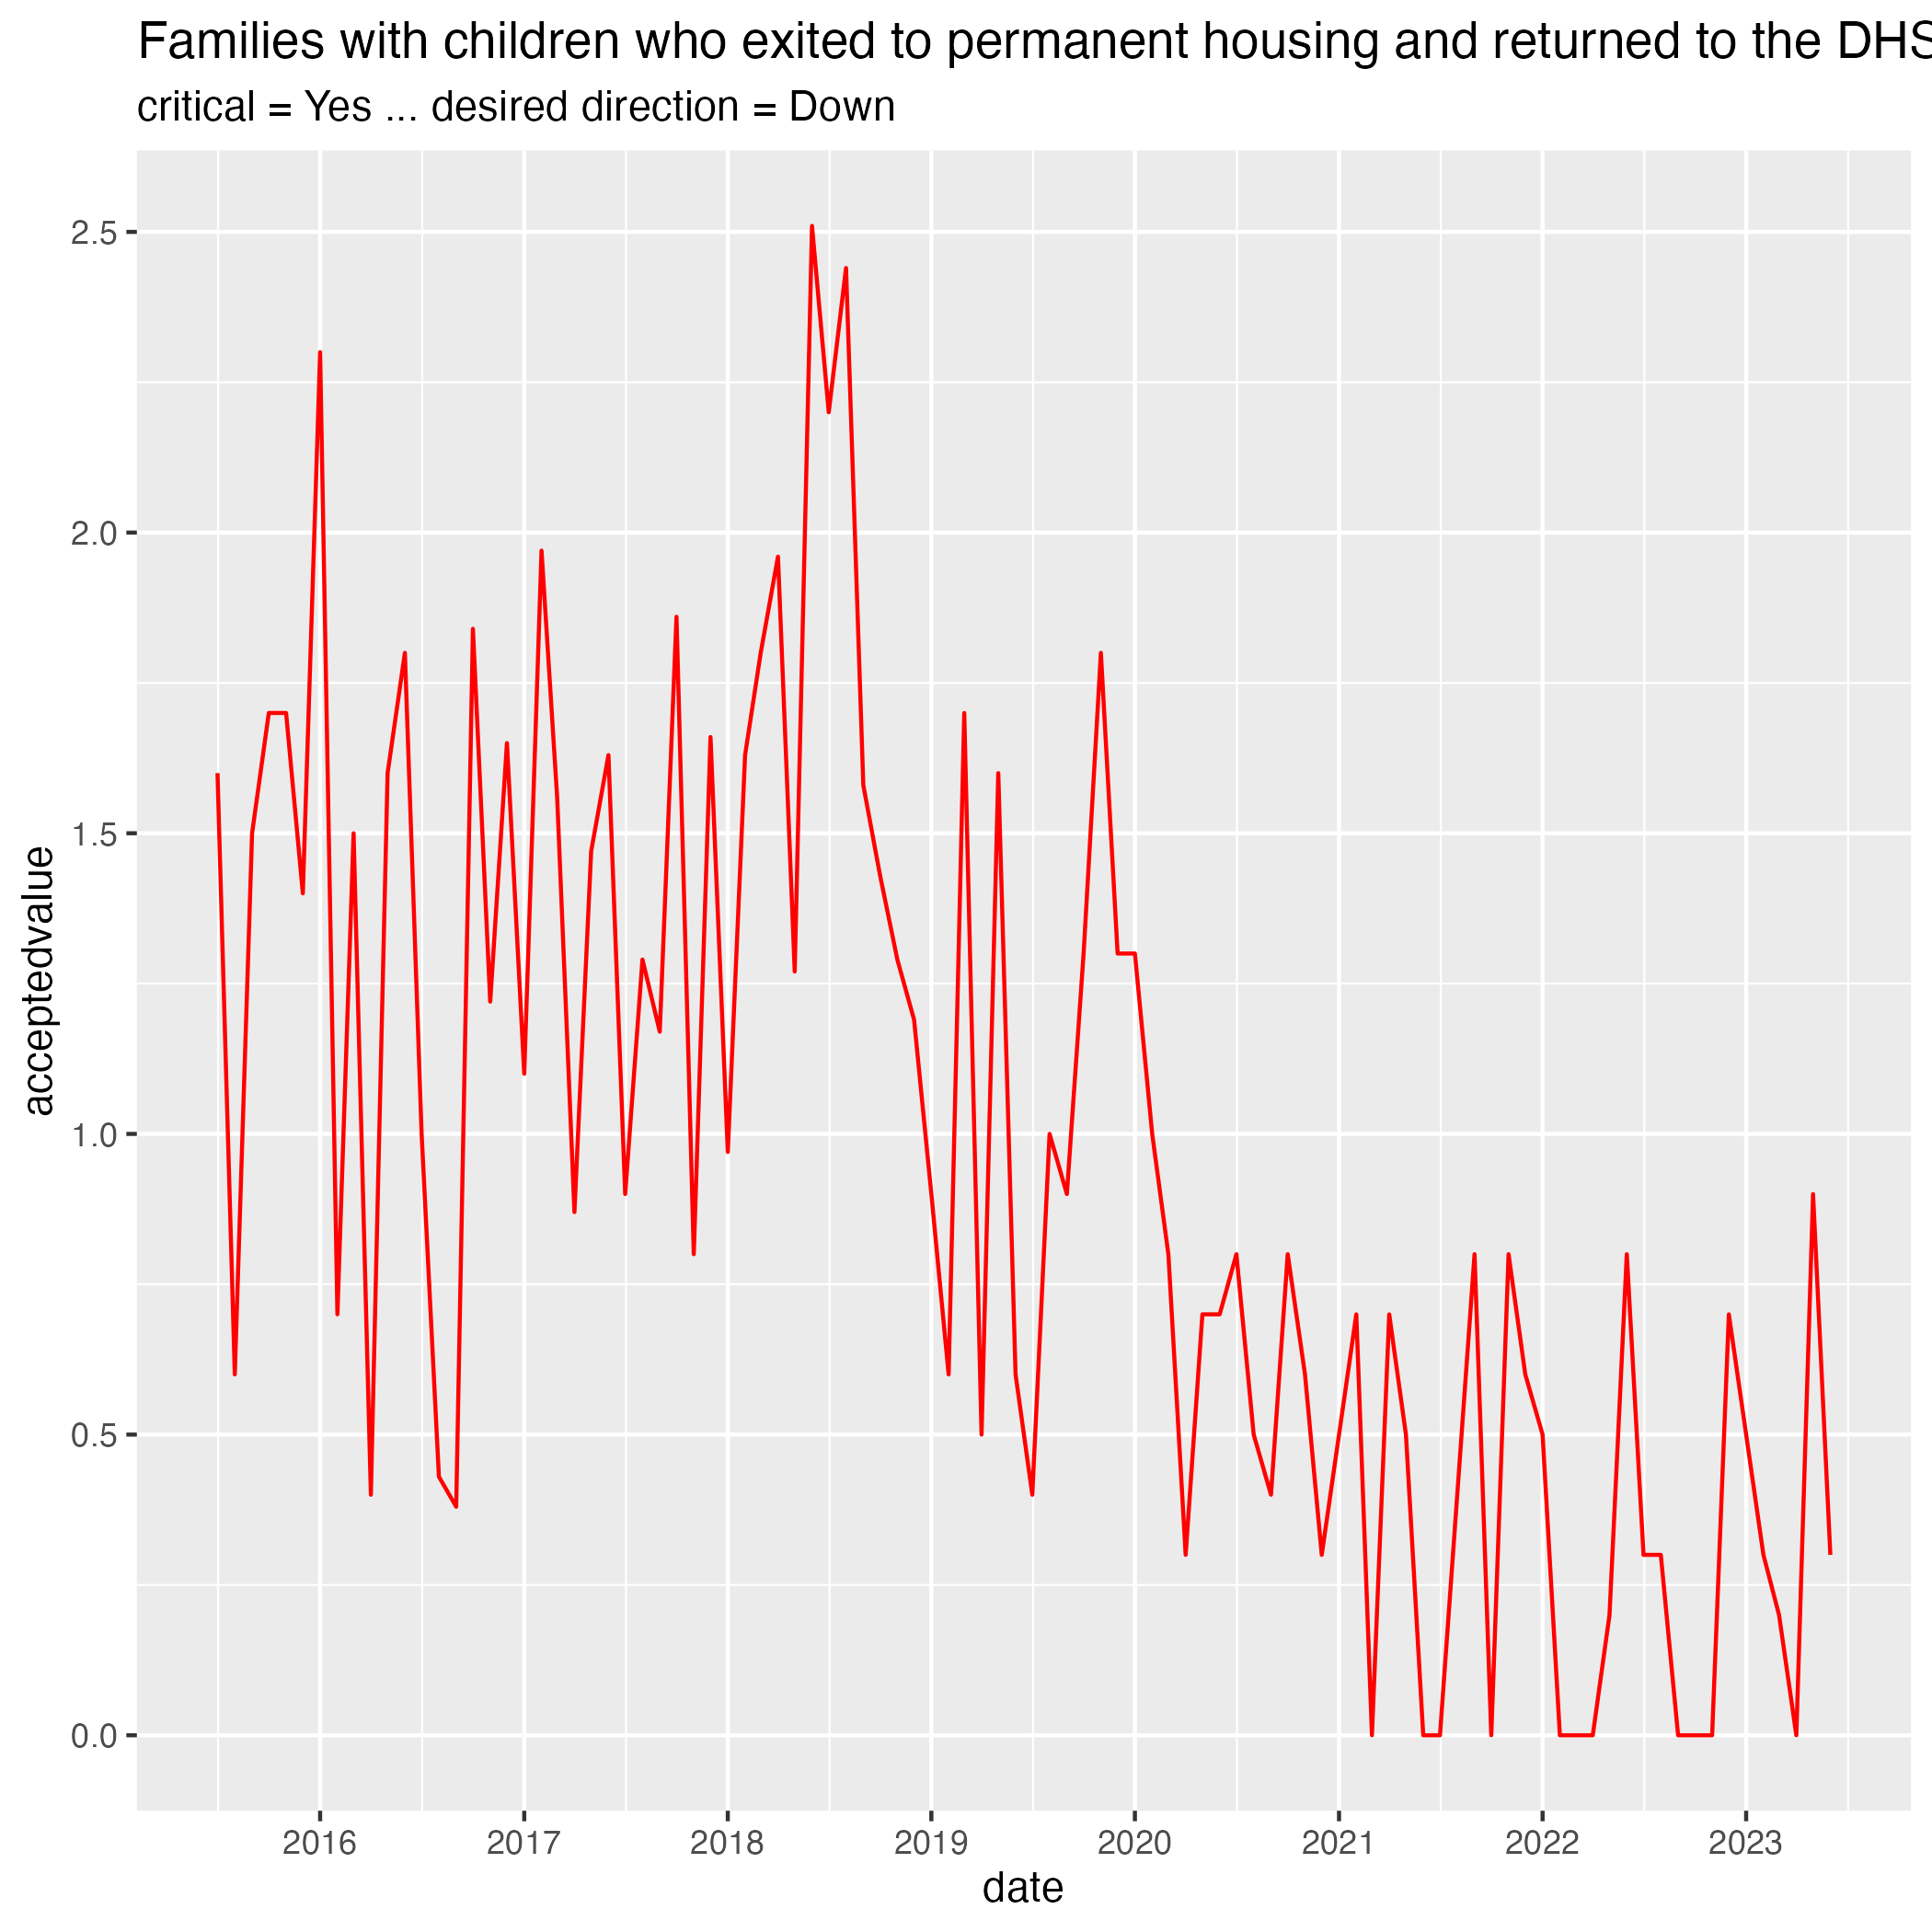 Families with children who exited to permanent housing and returned to the DHS
critical = Yes ... desired direction = Down
2.5
2.0
1.5
1.0
0.5
0.0
acceptedvalue
2016 2017 2018 2019 2020 2021 2022 2023
date